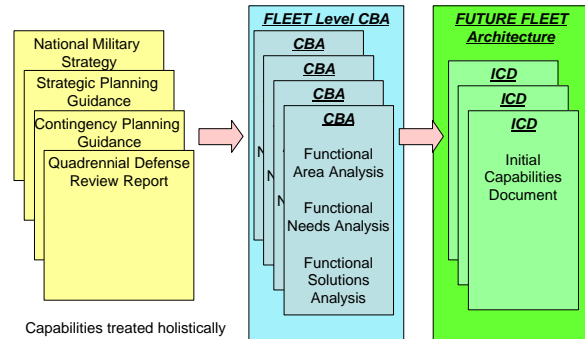 National Military
Strategy
Strategic Planning
Guidance
Contingency Planning
Guidance
Quadrennial Defense
Review Report
Capabilities treated holistically
FLEET Level CBA
CBA
CBA
CBA
CBA
Functional
Area Analysis
Functional
Needs Analysis
Functional
Solutions
Analysis
FUTURE FLEET
Architecture
ICD
ICD
ICD
Initial
Capabilities
Document